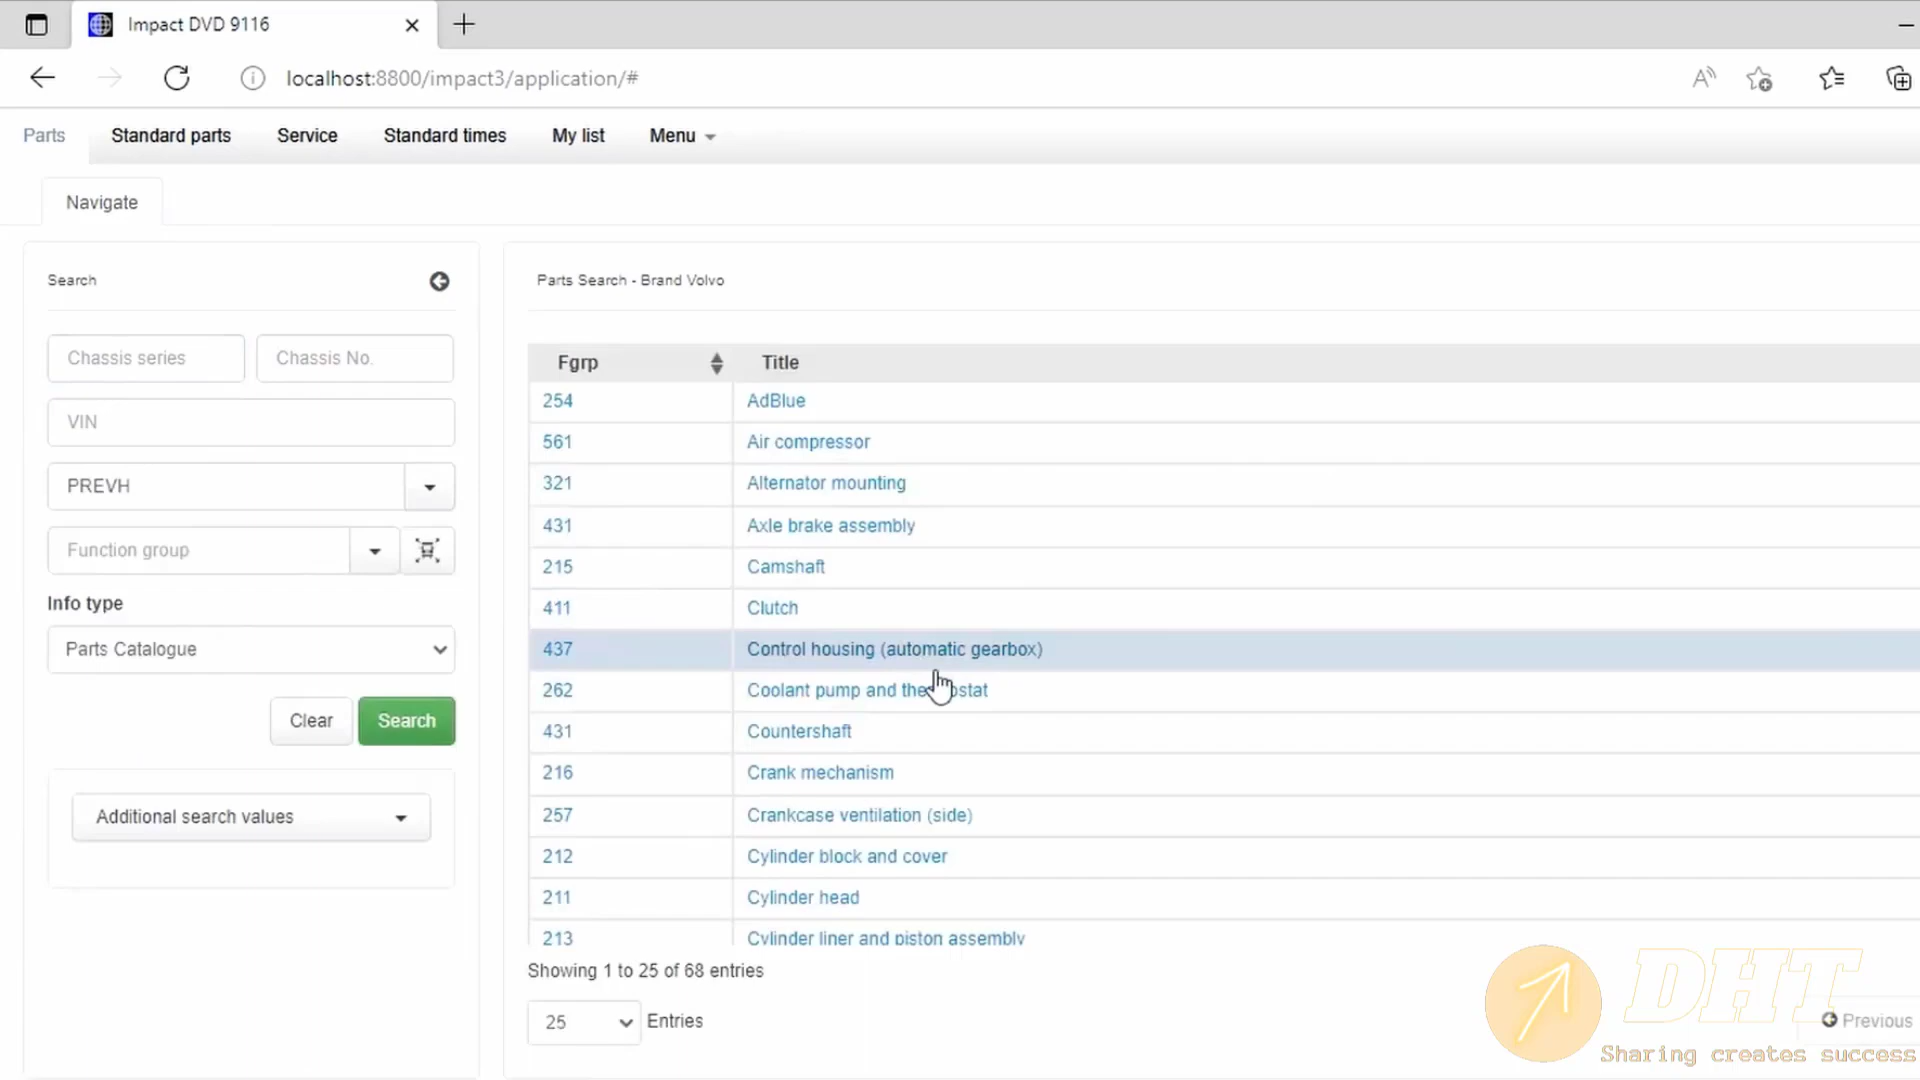 Impact DVD 9116
localhost:8800/impact3/application/#
Parts Standard parts Service Standard times My list Menu
Navigate
Search
Chassis series Chassis No.
VIN
PREVH
Function group
Info type
Parts Catalogue
Clear Search
Additional search values
Parts Search - Brand Volvo
Fgrp Title
254 AdBlue
561 Air compressor
321 Alternator mounting
431 Axle brake assembly
215 Camshaft
411 Clutch
437 Control housing (automatic gearbox)
262 Coolant pump and thermostat
431 Countershaft
216 Crank mechanism
257 Crankcase ventilation (side)
212 Cylinder block and cover
211 Cylinder head
213 Cylinder liner and piston assembly
Showing 1 to 25 of 68 entries
25 Entries
Previous
DHT
Sharing creates success